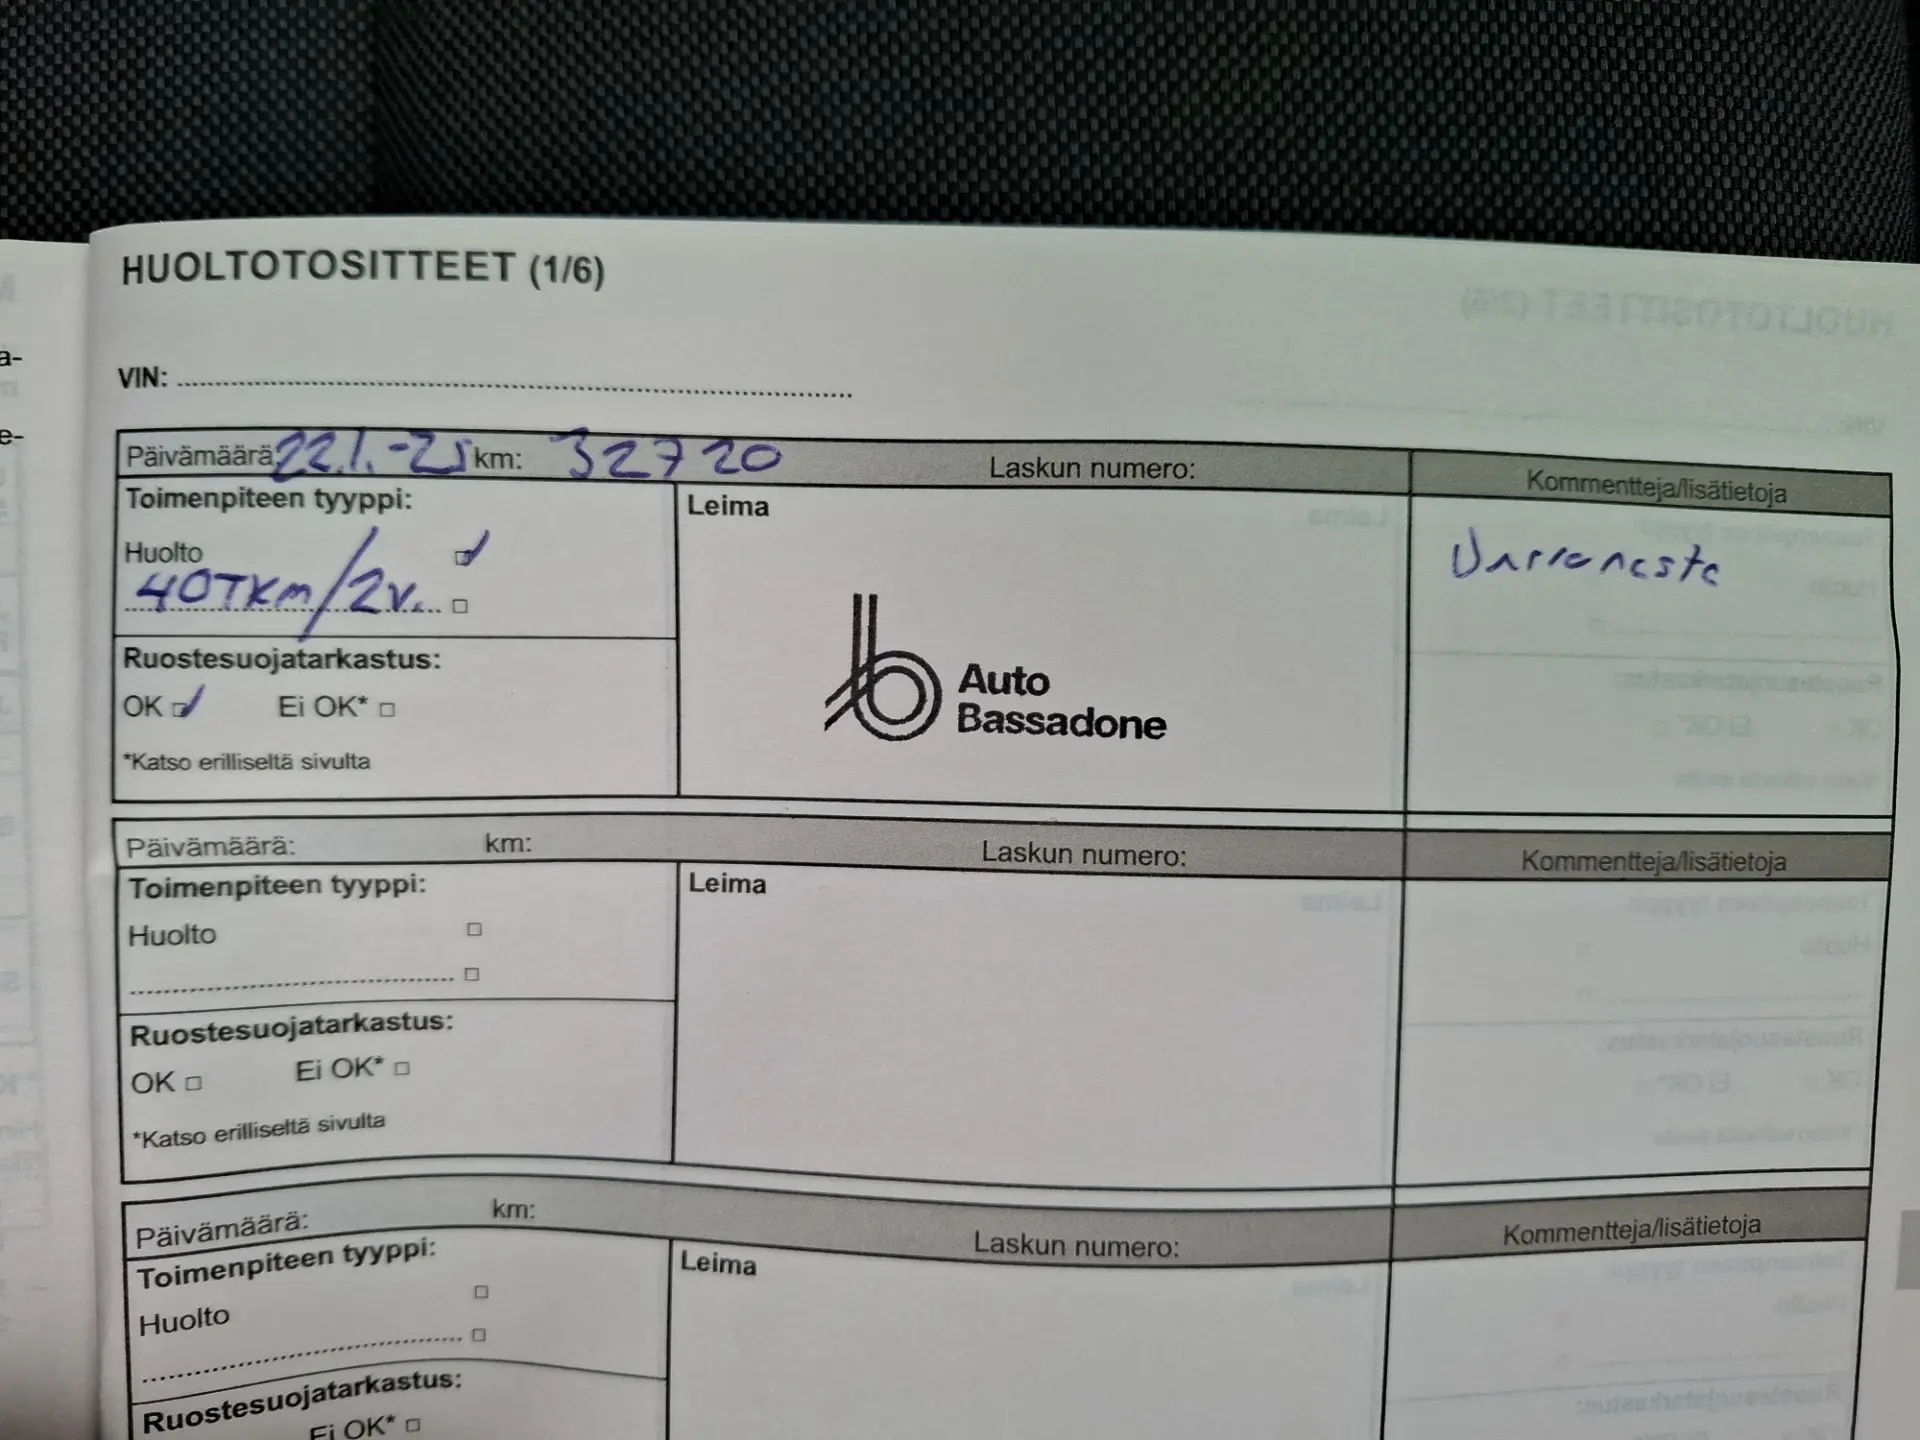 HUOLTOTOSITTEET (1/6)
VIN:
Päivämäärä: 22.1.-25 km: 32720 Laskun numero: Kommentteja/lisätietoja
Toimenpiteen tyyppi:
Leima
Huolto
40TKM/2v.
Ruostesuojatarkastus:
OK Ei OK*
*Katso erilliseltä sivulta
Auto
Bassadone
Päivämäärä: km: Laskun numero: Kommentteja/lisätietoja
Toimenpiteen tyyppi:
Leima
Huolto
Ruostesuojatarkastus:
OK Ei OK*
*Katso erilliseltä sivulta
Päivämäärä: km: Laskun numero: Kommentteja/lisätietoja
Toimenpiteen tyyppi:
Leima
Huolto
Ruostesuojatarkastus:
Ei OK*
a-
e-